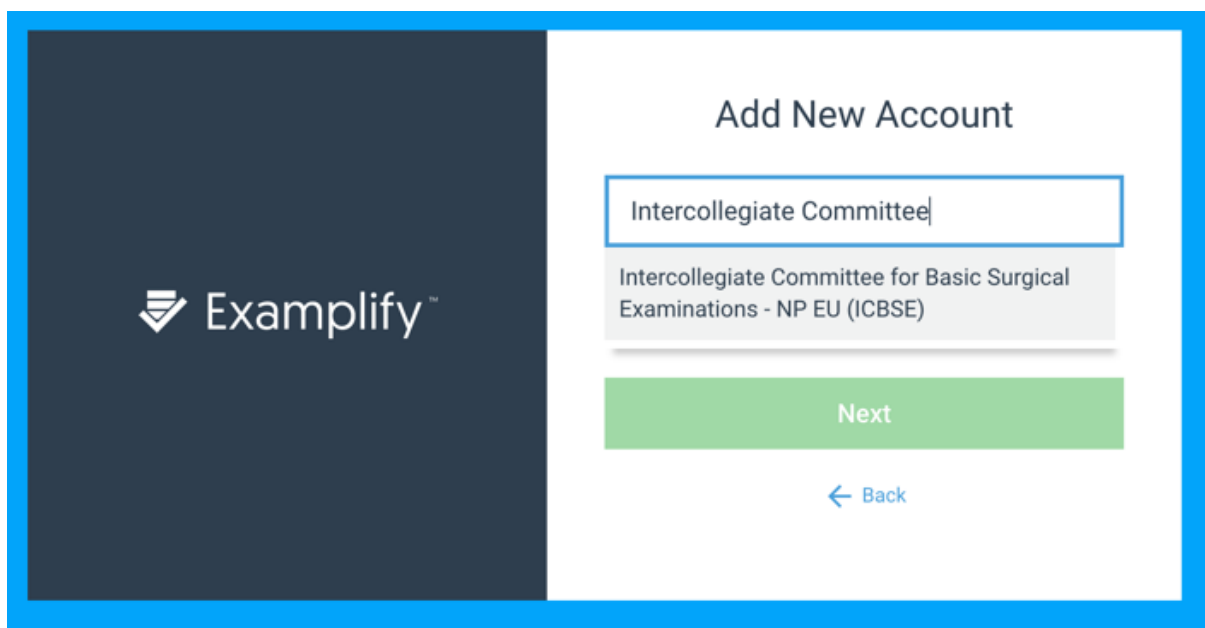 Add New Account
Intercollegiate Committee
Intercollegiate Committee for Basic Surgical
Examinations - NP EU (ICBSE)
Examplify™
Next
← Back